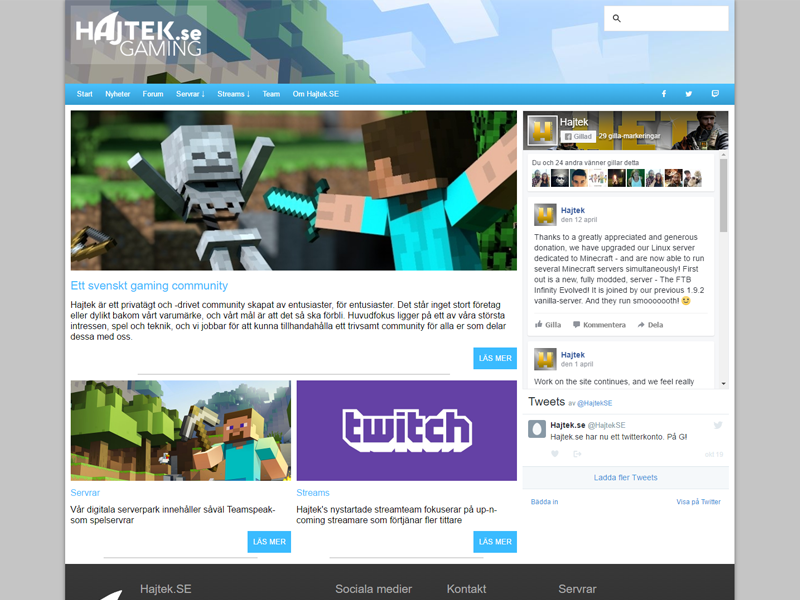 HAJTEK.se
GAMING
Start Nyheter Forum Servrar ↓ Streams ↓ Team Om Hajtek.SE
Ett svenskt gaming community
Hajtek är ett privatägt och -drivet community skapat av entusiaster, för entusiaster. Det står inget stort företag
eller dylikt bakom vårt varumärke, och vårt mål är att det så ska förbli. Huvudfokus ligger på ett av våra största
intressen, spel och teknik, och vi jobbar för att kunna tillhandahålla ett trivsamt community för alla er som delar
dessa med oss.
LÄS MER
twitch
Servrar
Vår digitala serverpark innehåller såväl Teamspeak-
som spelservrar
LÄS MER
Streams
Hajtek's nystartade streamteam fokuserar på up-n-
coming streamare som förtjänar fler tittare
LÄS MER
Hajtek
Gillad 29 gilla-markeringar
Du och 24 andra vänner gillar detta
Hajtek
den 12 april
Thanks to a greatly appreciated and generous
donation, we have upgraded our Linux server
dedicated to Minecraft - and are now able to run
several Minecraft servers simultaneously! First
out is a new, fully modded, server - The FTB
Infinity Evolved! It is joined by our previous 1.9.2
vanilla-server. And they run smooooooth!
Gilla Kommentera Dela
Hajtek
den 1 april
Work on the site continues, and we feel really
Tweets av @HajtekSE
Hajtek.se @HajtekSE
Hajtek.se har nu ett twitterkonto. På G!
okt 19
Ladda fler Tweets
Bädda in Visa på Twitter
Hajtek.SE Sociala medier Kontakt Servrar